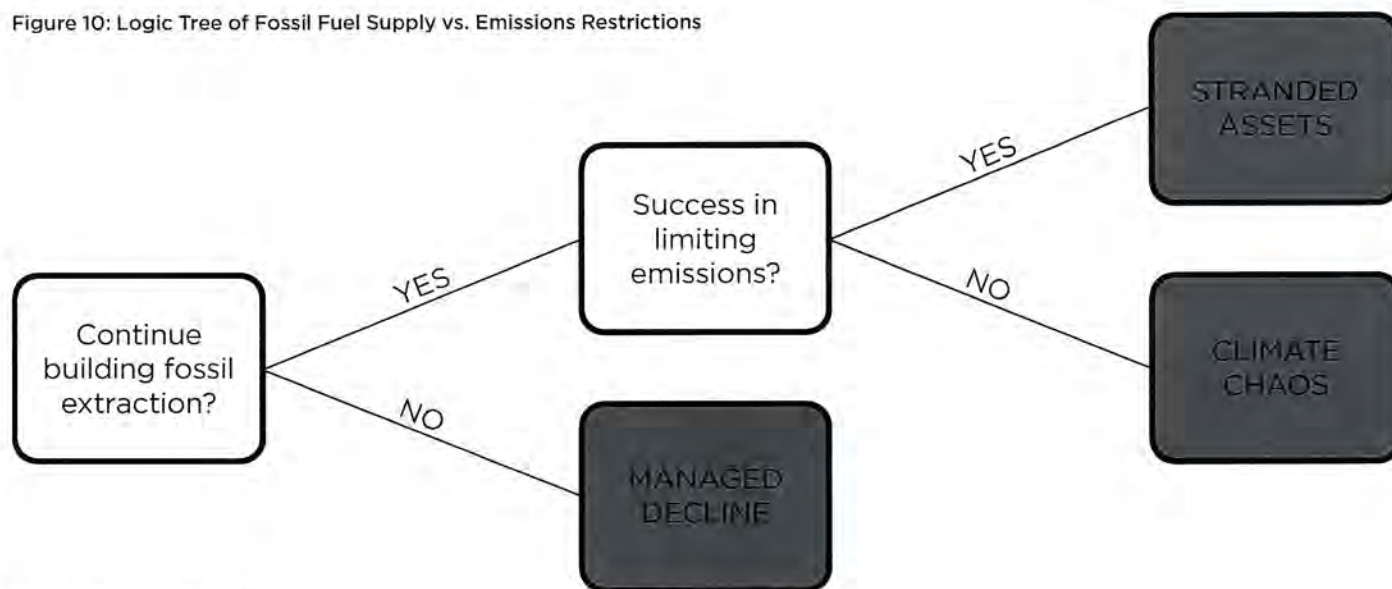 Figure 10: Logic Tree of Fossil Fuel Supply vs. Emissions Restrictions
Continue
building fossil
extraction?
YES
NO
Success in
limiting
emissions?
MANAGED
DECLINE
YES
NO
STRANDED
ASSETS
CLIMATE
CHAOS